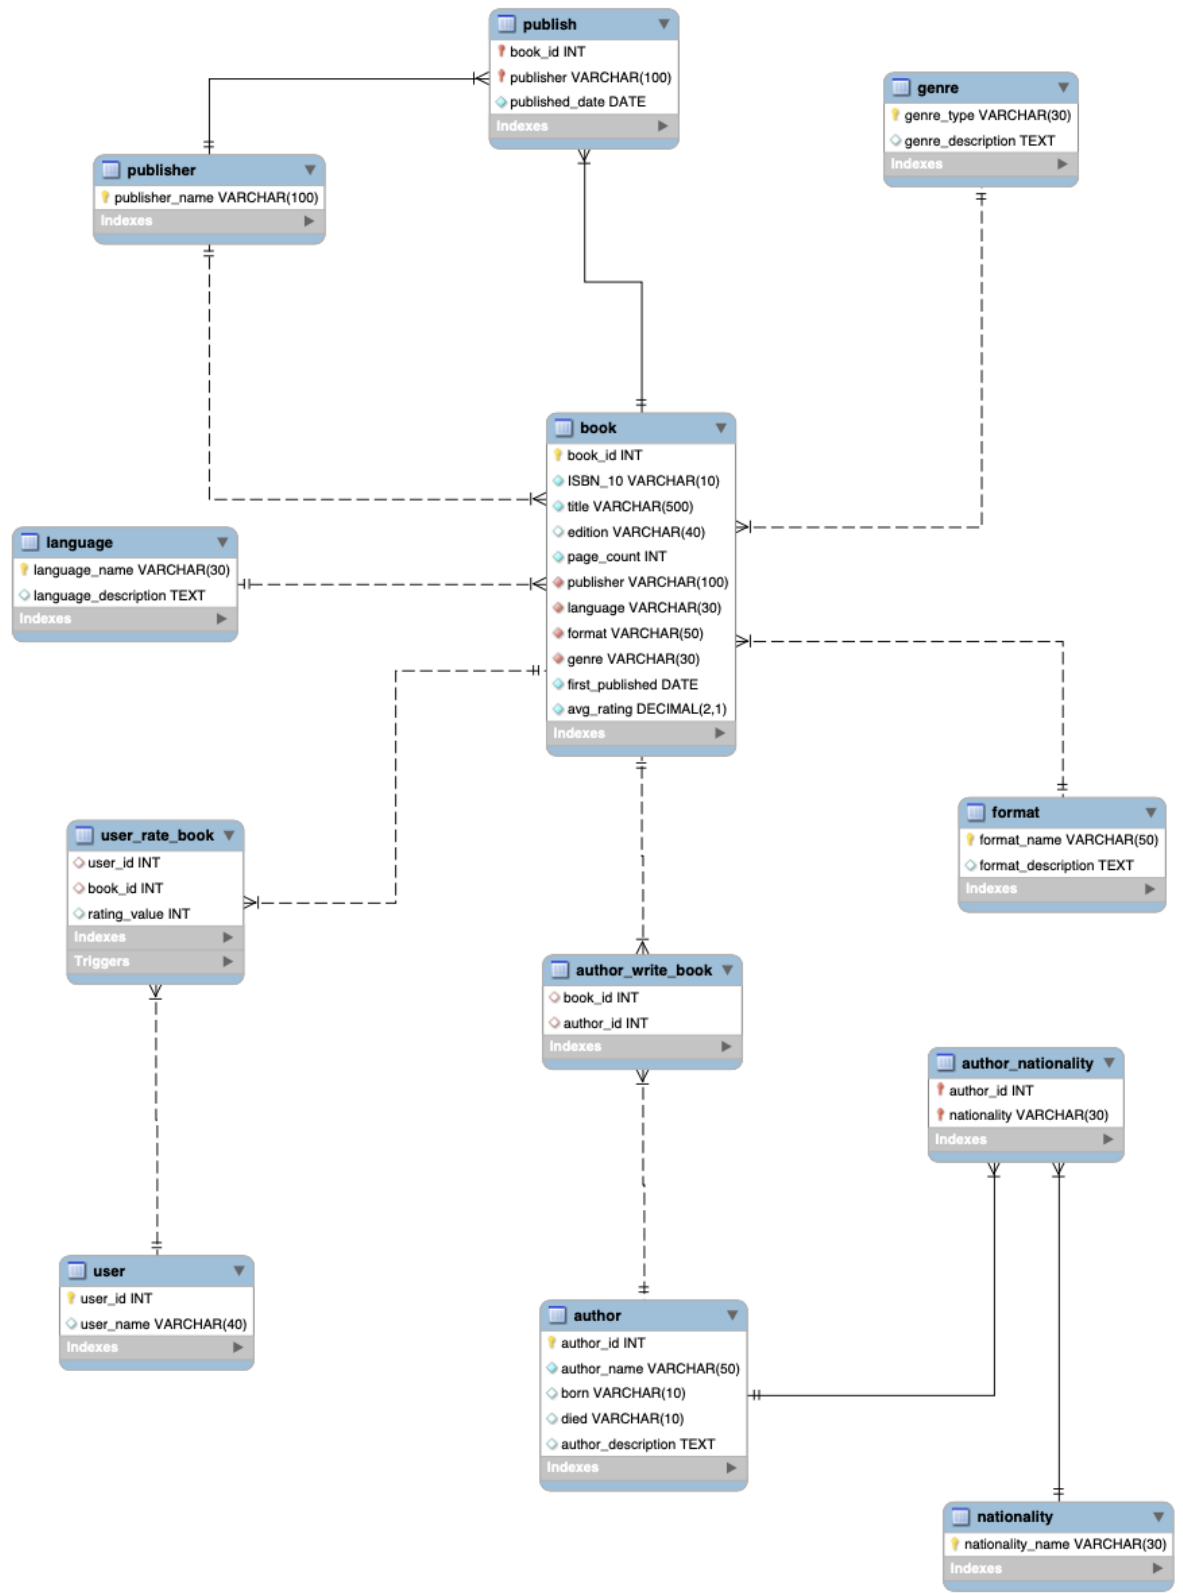 publish
book_id INT
publisher VARCHAR(100)
published_date DATE
Indexes
genre
genre_type VARCHAR(30)
genre_description TEXT
Indexes
publisher
publisher_name VARCHAR(100)
Indexes
book
book_id INT
ISBN_10 VARCHAR(10)
title VARCHAR(500)
edition VARCHAR(40)
page_count INT
publisher VARCHAR(100)
language VARCHAR(30)
format VARCHAR(50)
genre VARCHAR(30)
first_published DATE
avg_rating DECIMAL(2,1)
Indexes
language
language_name VARCHAR(30)
language_description TEXT
Indexes
format
format_name VARCHAR(50)
format_description TEXT
Indexes
user_rate_book
user_id INT
book_id INT
rating_value INT
Indexes
Triggers
author_write_book
book_id INT
author_id INT
Indexes
author_nationality
author_id INT
nationality VARCHAR(30)
Indexes
user
user_id INT
user_name VARCHAR(40)
Indexes
author
author_id INT
author_name VARCHAR(50)
born VARCHAR(10)
died VARCHAR(10)
author_description TEXT
Indexes
nationality
nationality_name VARCHAR(30)
Indexes